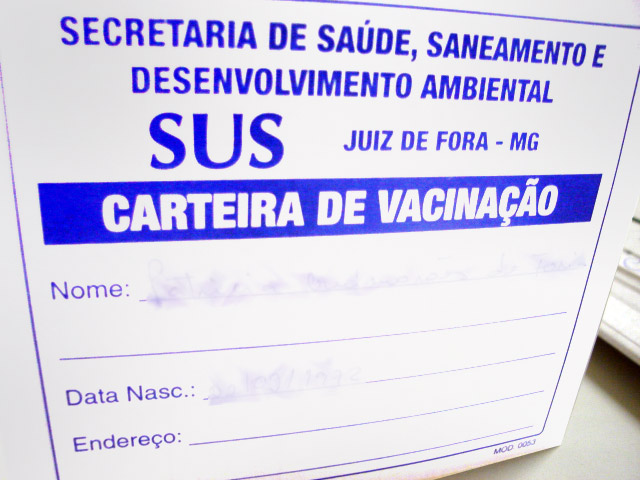 SECRETARIA DE SAÚDE, SANEAMENTO E
DESENVOLVIMENTO AMBIENTAL
SUS JUIZ DE FORA - MG
CARTEIRA DE VACINAÇÃO
Nome:
Data Nasc.:
Endereço:
MOD. 0053